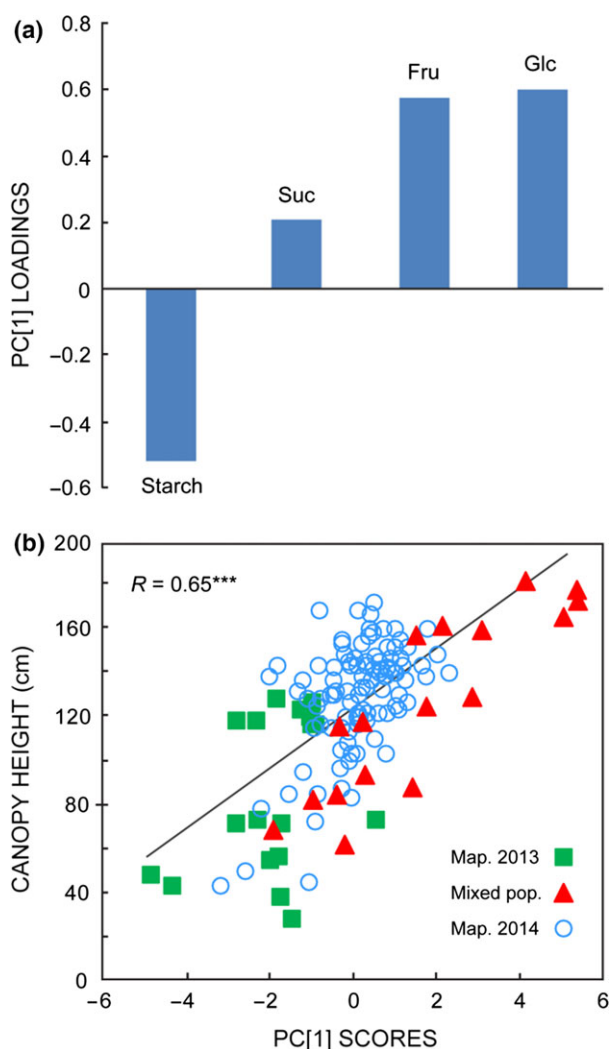 (a)
PC[1] LOADINGS
0.8
0.6
0.4
0.2
0
−0.2
−0.4
−0.6
Starch
Suc
Fru
Glc
(b)
CANOPY HEIGHT (cm)
200
160
120
80
40
0
R = 0.65***
Map. 2013
Mixed pop.
Map. 2014
−6 −4 −2 0 2 4 6
PC[1] SCORES